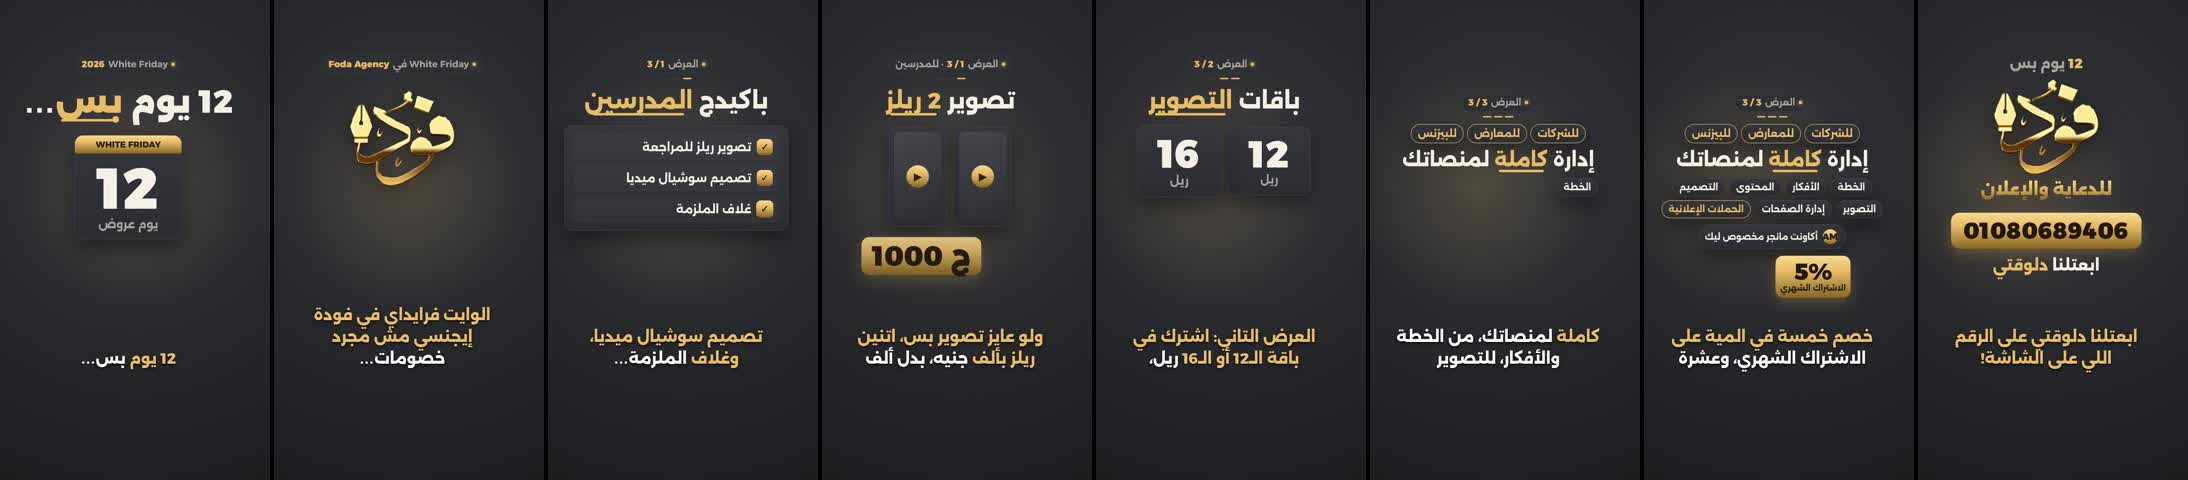 White Friday 2026
12 يوم بس...
WHITE FRIDAY
12
يوم عروض
12 يوم بس...
White Friday في Foda Agency
فوده
الوايت فرايداي في فودة
إيجنسي مش مجرد
خصومات...
العرض 3/1
باكيدج المدرسين
تصوير ريلز للمراجعة
تصميم سوشيال ميديا
غلاف الملزمة
تصميم سوشيال ميديا،
وغلاف الملزمة...
العرض 3/1 · للمدرسين
تصوير 2 ريلز
1000 ج
ولو عايز تصوير بس، اتنين
ريلز بألف جنيه، بدل ألف
العرض 3/2
باقات التصوير
12 ريل
16 ريل
العرض التاني: اشترك في
باقة الـ12 أو الـ16 ريل،
العرض 3/3
للشركات للمعارض للبيزنس
إدارة كاملة لمنصاتك
الخطة
كاملة لمنصاتك، من الخطة
والأفكار، للتصوير
العرض 3/3
للشركات للمعارض للبيزنس
إدارة كاملة لمنصاتك
الخطة الأفكار المحتوى التصميم
التصوير إدارة الصفحات الحملات الإعلانية
AM أكاونت مانجر مخصوص ليك
5%
الاشتراك الشهري
خصم خمسة في المية على
الاشتراك الشهري، وعشرة
12 يوم بس
فوده
للدعاية والإعلان
01080689406
ابعتلنا دلوقتي
ابعتلنا دلوقتي على الرقم
اللي على الشاشة!